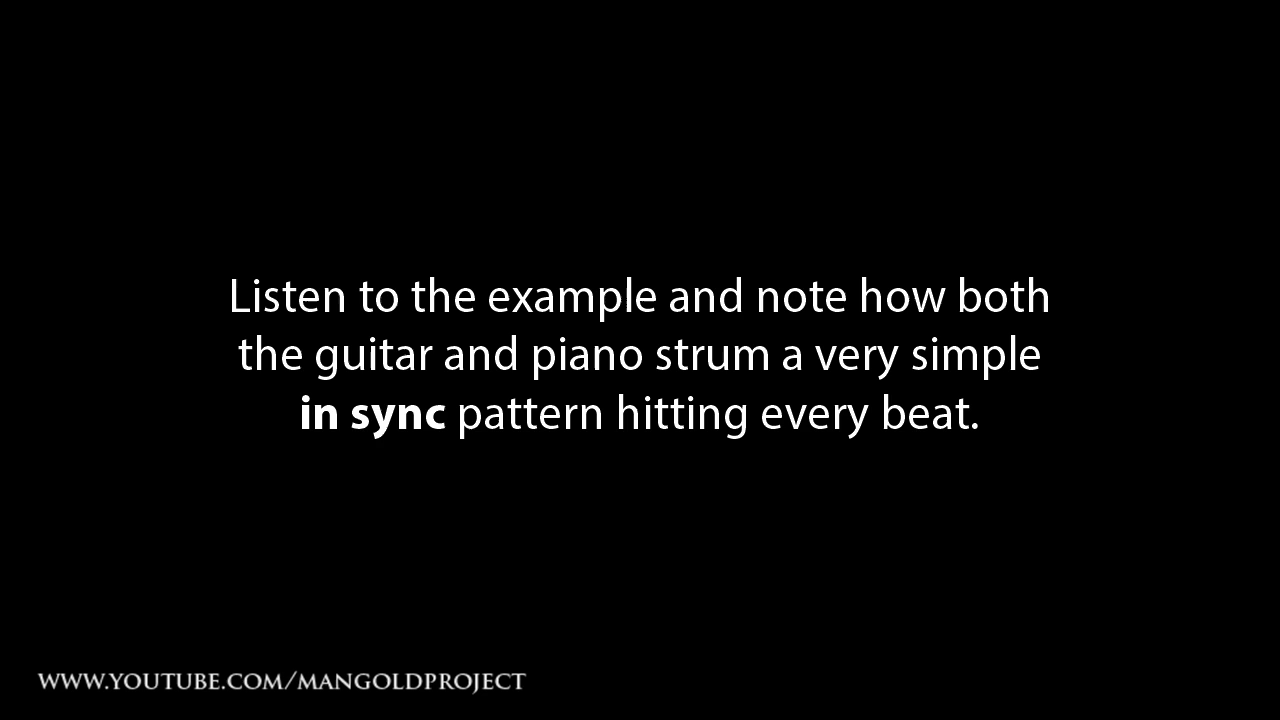 Listen to the example and note how both
the guitar and piano strum a very simple
in sync pattern hitting every beat.
WWW.YOUTUBE.COM/MANGOLDPROJECT